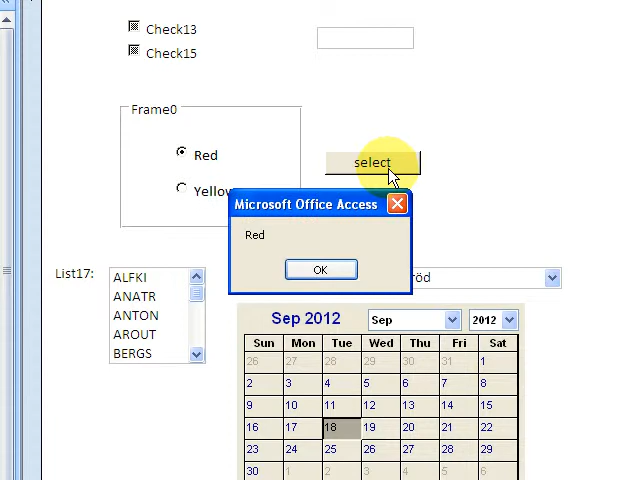 Check13
Check15
Frame0
Red
select
Yellow
Microsoft Office Access
Red
OK
List17:
ALFKI
ANATR
ANTON
AROUT
BERGS
röd
Sep 2012
Sep
2012
Sun Mon Tue Wed Thu Fri Sat
26 27 28 29 30 31 1
2 3 4 5 6 7 8
9 10 11 12 13 14 15
16 17 18 19 20 21 22
23 24 25 26 27 28 29
30 1 2 3 4 5 6